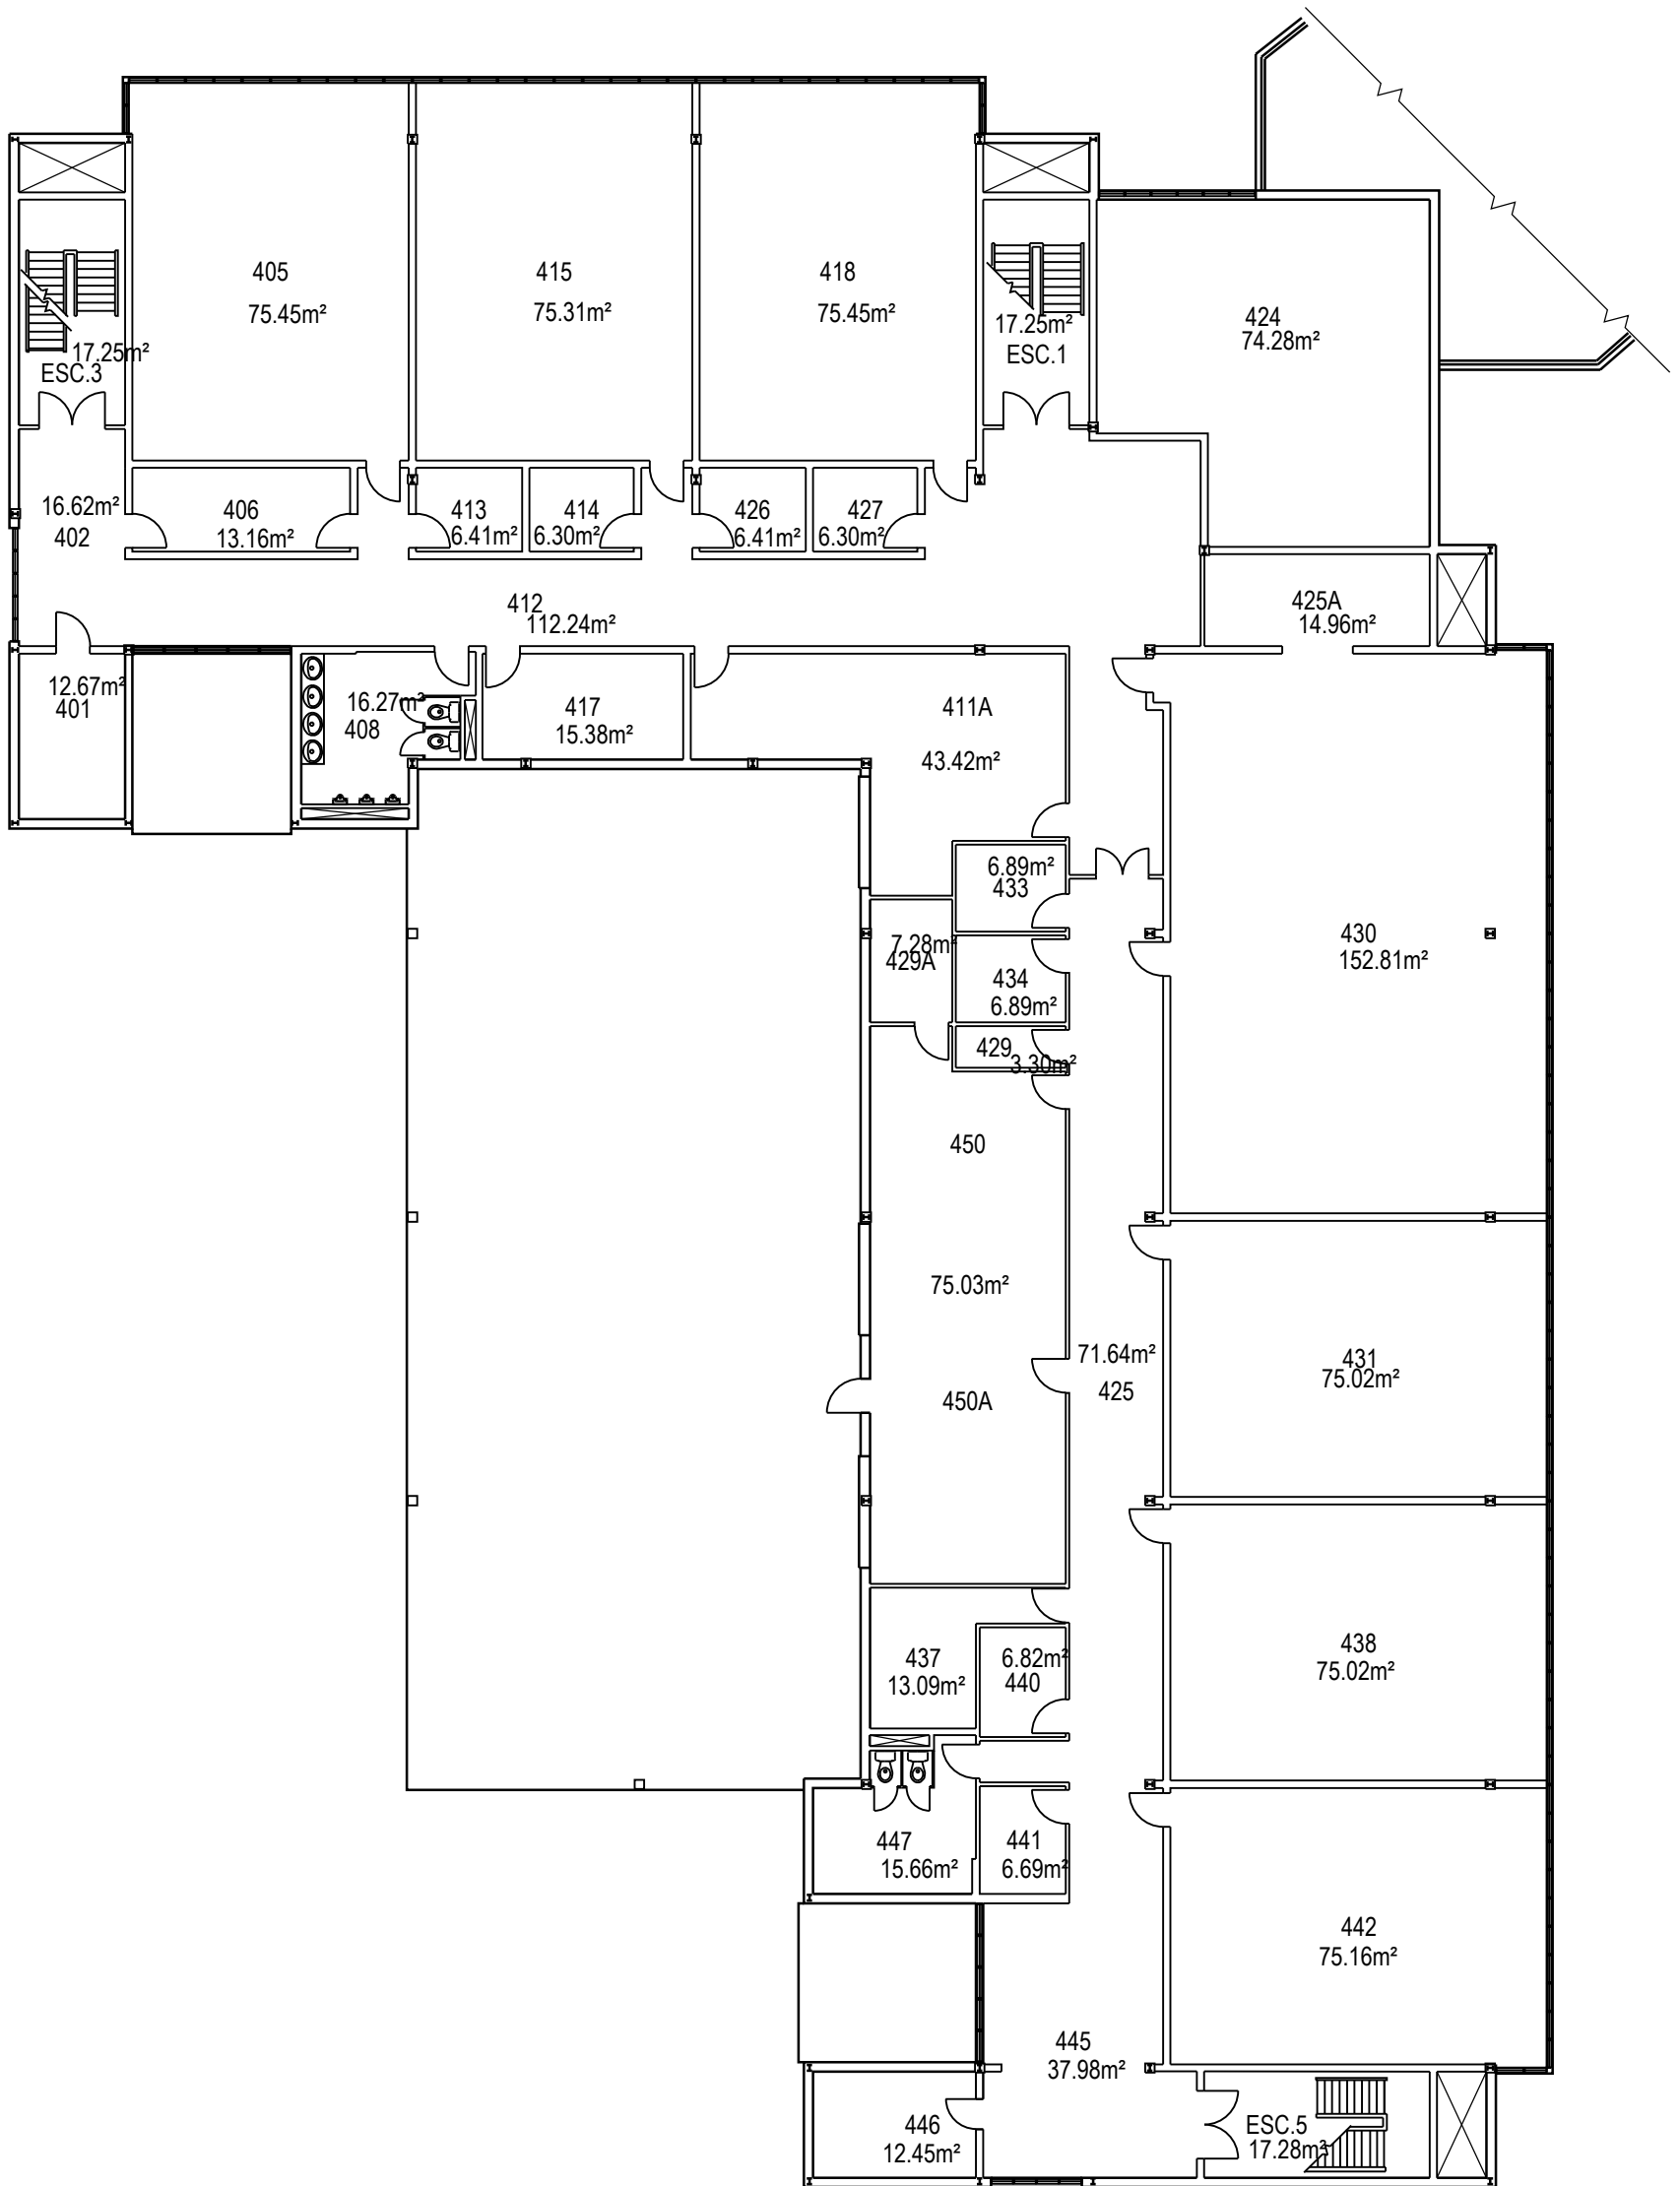 405
75.45m²
415
75.31m²
418
75.45m²
17.25m²
ESC.3
17.25m²
ESC.1
424
74.28m²
16.62m²
402
406
13.16m²
413
6.41m²
414
6.30m²
426
6.41m²
427
6.30m²
412
112.24m²
425A
14.96m²
12.67m²
401
16.27m²
408
417
15.38m²
411A
43.42m²
6.89m²
433
7.28m²
429A
434
6.89m²
429
3.30m²
430
152.81m²
450
75.03m²
450A
71.64m²
425
431
75.02m²
438
75.02m²
437
13.09m²
6.82m²
440
447
15.66m²
441
6.69m²
442
75.16m²
445
37.98m²
446
12.45m²
ESC.5
17.28m²